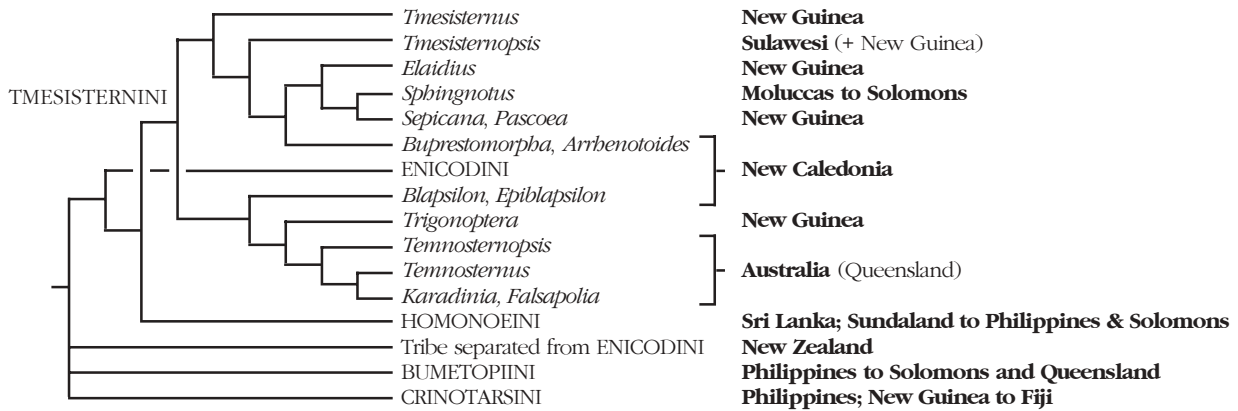 Tmesisternus New Guinea
Tmesisternopsis Sulawesi (+ New Guinea)
Elaidius New Guinea
TMESISTERNINI Sphingnotus Moluccas to Solomons
Sepicana, Pascoea New Guinea
Buprestomorpha, Arrhenotoides
ENICODINI New Caledonia
Blapsilon, Epiblapsilon
Trigonoptera New Guinea
Temnosternopsis
Temnosternus Australia (Queensland)
Karadinia, Falsapolia
HOMONOEINI Sri Lanka; Sundaland to Philippines & Solomons
Tribe separated from ENICODINI New Zealand
BUMETOPIINI Philippines to Solomons and Queensland
CRINOTARSINI Philippines; New Guinea to Fiji